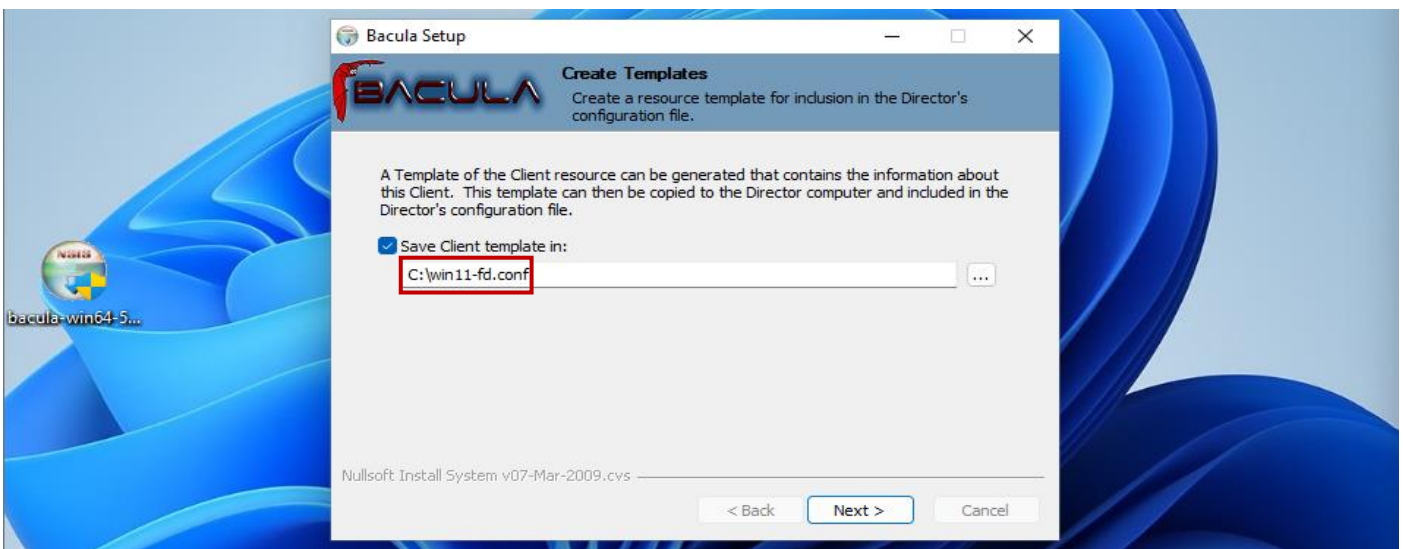 Bacula Setup
BACULA
Create Templates
Create a resource template for inclusion in the Director's
configuration file.
A Template of the Client resource can be generated that contains the information about
this Client.  This template can then be copied to the Director computer and included in the
Director's configuration file.
Save Client template in:
C:\win11-fd.conf
...
NSIS
bacula-win64-5...
Nullsoft Install System v07-Mar-2009.cvs
< Back
Next >
Cancel